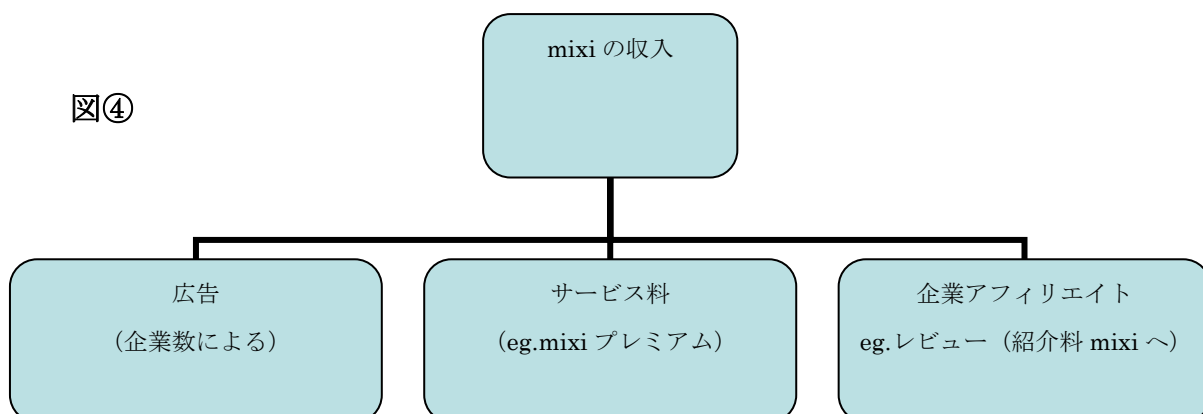 mixi の収入
図④
広告
（企業数による）
サービス料
（eg.mixi プレミアム）
企業アフィリエイト
eg.レビュー（紹介料 mixi へ）